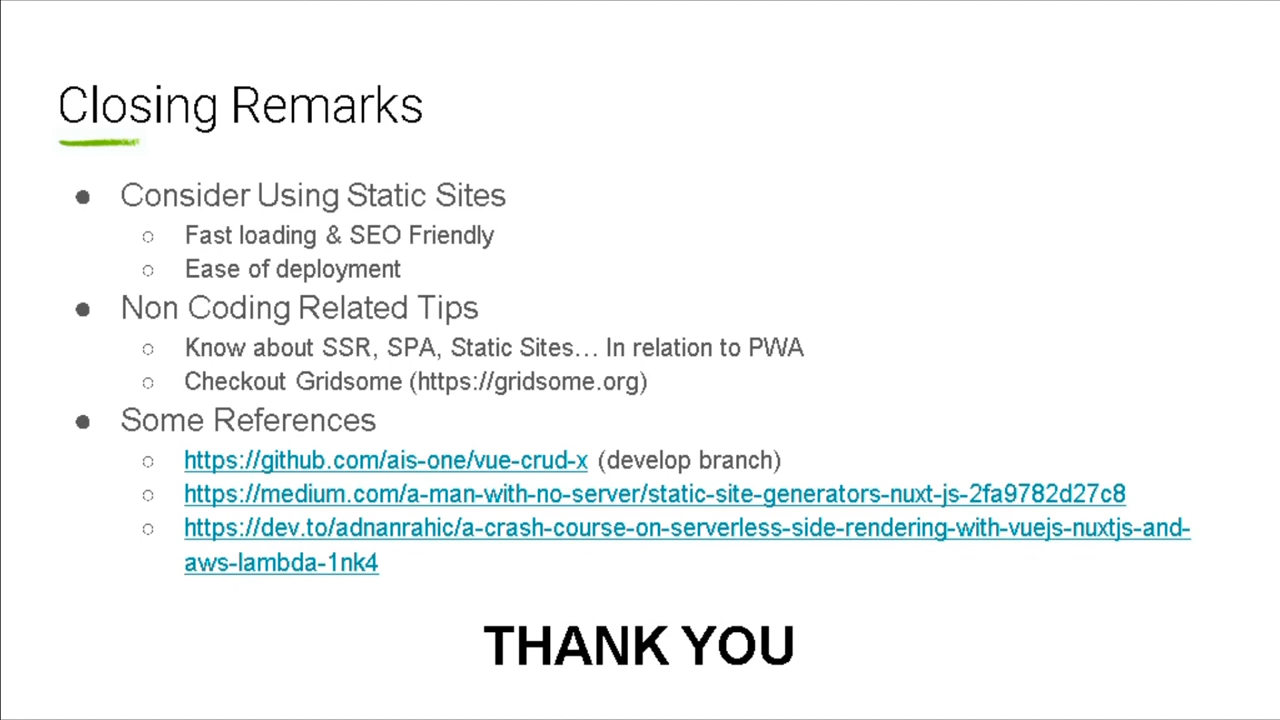 Closing Remarks
● Consider Using Static Sites
○ Fast loading & SEO Friendly
○ Ease of deployment
● Non Coding Related Tips
○ Know about SSR, SPA, Static Sites… In relation to PWA
○ Checkout Gridsome (https://gridsome.org)
● Some References
○ https://github.com/ais-one/vue-crud-x (develop branch)
○ https://medium.com/a-man-with-no-server/static-site-generators-nuxt-js-2fa9782d27c8
○ https://dev.to/adnanrahic/a-crash-course-on-serverless-side-rendering-with-vuejs-nuxtjs-and-
aws-lambda-1nk4
THANK YOU